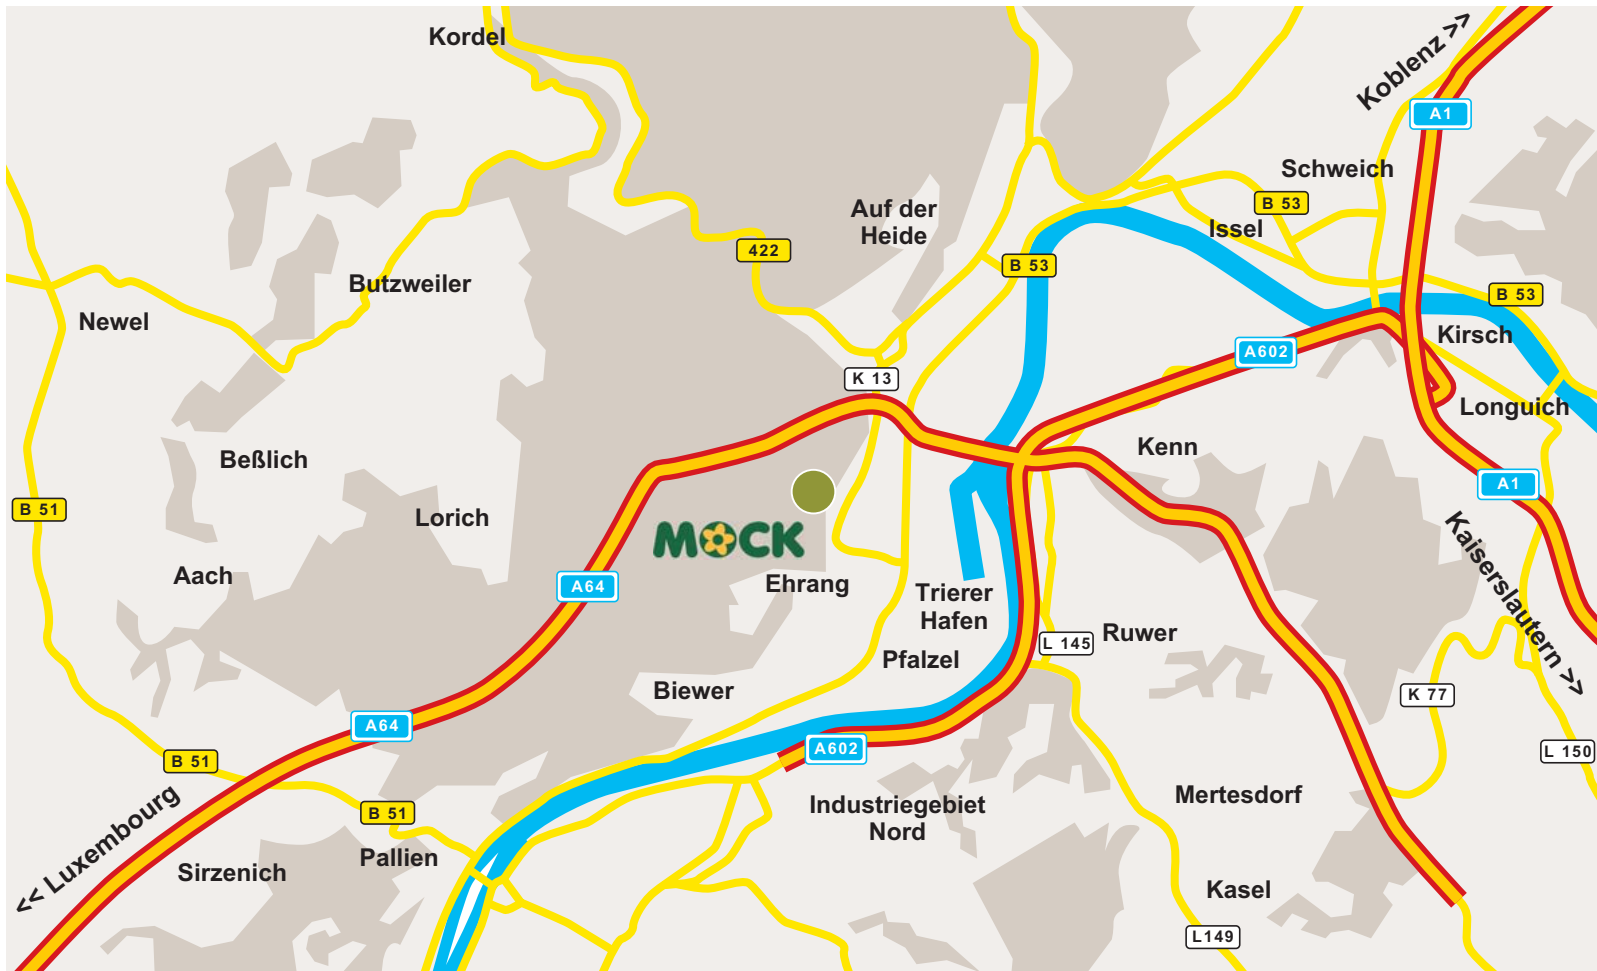 Kordel
Koblenz >>
A1
Schweich
B 53
Auf der
Heide
Issel
422
B 53
Butzweiler
B 53
Newel
Kirsch
A602
K 13
Longuich
Kenn
Beßlich
A1
B 51
Lorich
MOCK
Kaiserslautern >>
Aach
A64
Ehrang
Trierer
Hafen
Ruwer
L 145
Pfalzel
Biewer
K 77
A64
A602
L 150
B 51
Mertesdorf
Industriegebiet
Nord
B 51
<< Luxembourg
Pallien
Sirzenich
Kasel
L149